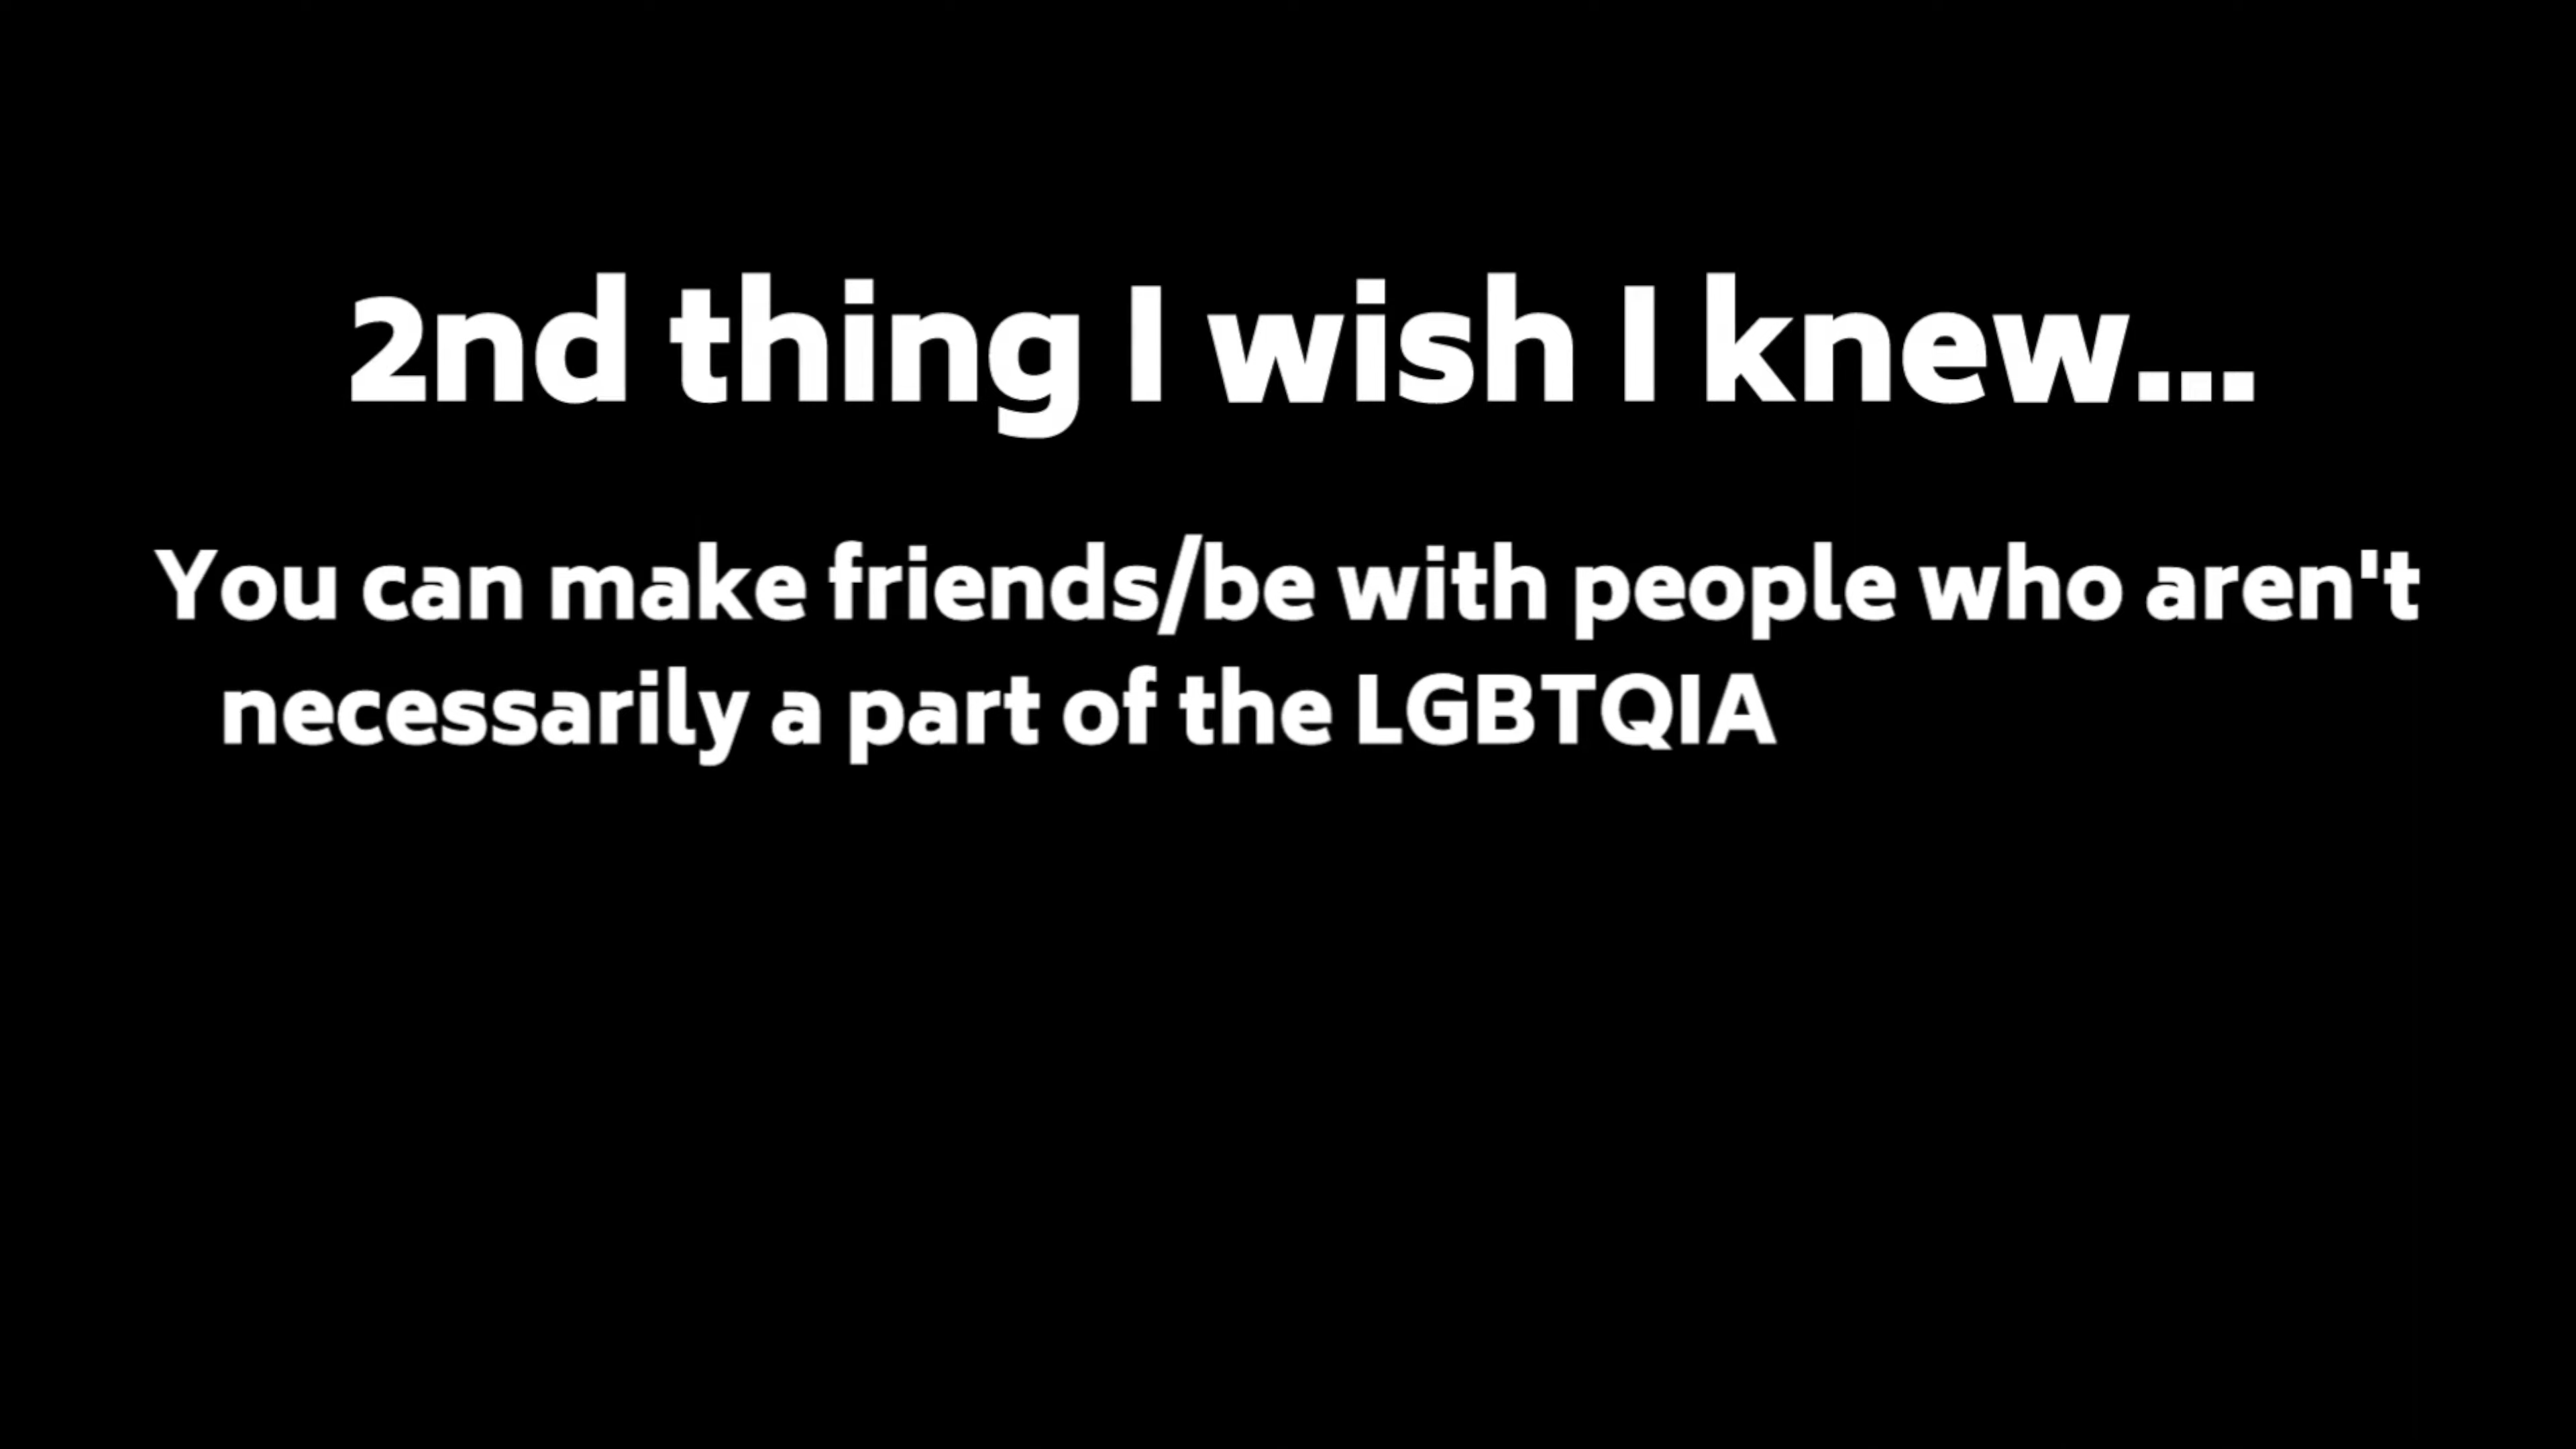 2nd thing I wish I knew...
You can make friends/be with people who aren't
necessarily a part of the LGBTQIA